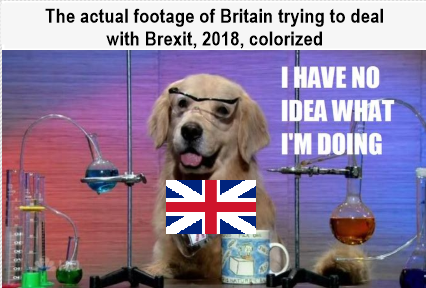 The actual footage of Britain trying to deal
with Brexit, 2018, colorized
I HAVE NO
IDEA WHAT
I'M DOING